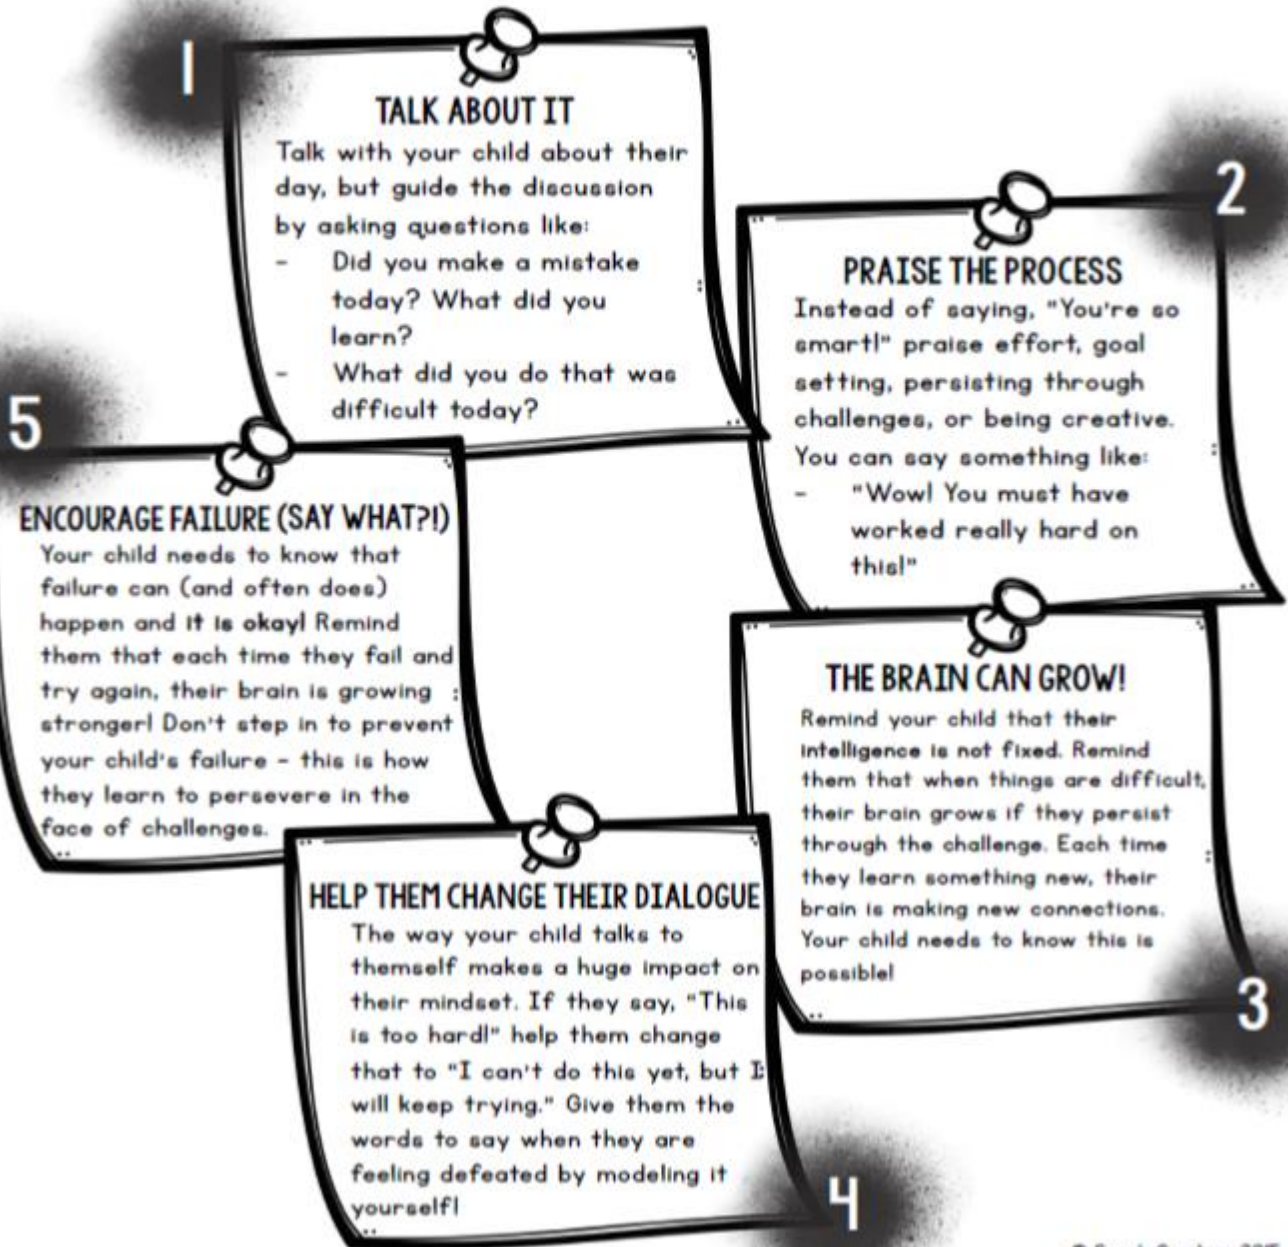 1
TALK ABOUT IT
Talk with your child about their
day, but guide the discussion
by asking questions like:
- Did you make a mistake
today? What did you
learn?
- What did you do that was
difficult today?
2
PRAISE THE PROCESS
Instead of saying, "You're so
smart!" praise effort, goal
setting, persisting through
challenges, or being creative.
You can say something like:
- "Wow! You must have
worked really hard on
this!"
3
THE BRAIN CAN GROW!
Remind your child that their
intelligence is not fixed. Remind
them that when things are difficult,
their brain grows if they persist
through the challenge. Each time
they learn something new, their
brain is making new connections.
Your child needs to know this is
possible!
4
HELP THEM CHANGE THEIR DIALOGUE
The way your child talks to
themself makes a huge impact on
their mindset. If they say, "This
is too hard!" help them change
that to "I can't do this yet, but I
will keep trying." Give them the
words to say when they are
feeling defeated by modeling it
yourself!
5
ENCOURAGE FAILURE (SAY WHAT?!)
Your child needs to know that
failure can (and often does)
happen and it is okay! Remind
them that each time they fail and
try again, their brain is growing
stronger! Don't step in to prevent
your child's failure - this is how
they learn to persevere in the
face of challenges.